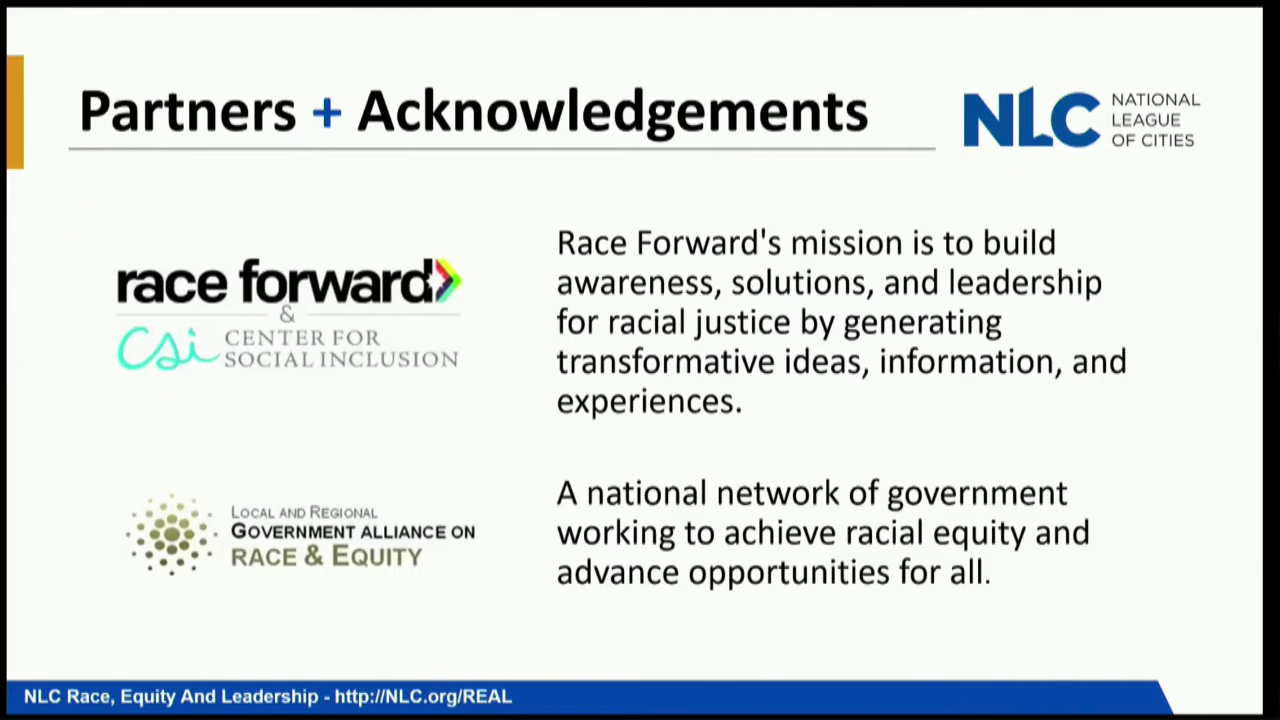 Partners + Acknowledgements
NLC NATIONAL
LEAGUE
OF CITIES
race forward
&
csi CENTER FOR
SOCIAL INCLUSION
Race Forward's mission is to build
awareness, solutions, and leadership
for racial justice by generating
transformative ideas, information, and
experiences.
LOCAL AND REGIONAL
GOVERNMENT ALLIANCE ON
RACE & EQUITY
A national network of government
working to achieve racial equity and
advance opportunities for all.
NLC Race, Equity And Leadership - http://NLC.org/REAL